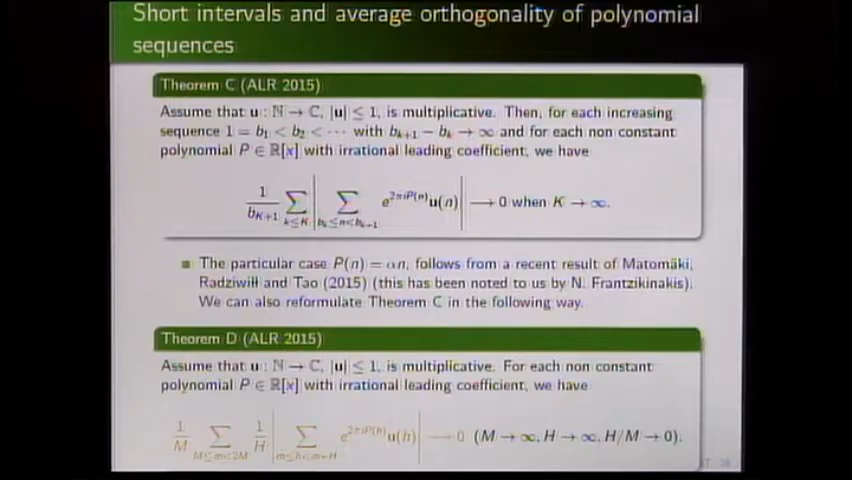 Short intervals and average orthogonality of polynomial
sequences
Theorem C (ALR 2015)
Assume that u : ℕ → ℂ, |u| ≤ 1, is multiplicative. Then, for each increasing
sequence 1 = b₁ < b₂ < ⋯ with bₖ₊₁ − bₖ → ∞ and for each non constant
polynomial P ∈ ℝ[x] with irrational leading coefficient, we have
1/b_{K+1} ∑_{k≤K} | ∑_{b_k≤n<b_{k+1}} e^{2πiP(n)} u(n) | ⟶ 0 when K → ∞.
■ The particular case P(n) = αn, follows from a recent result of Matomäki,
Radziwiłł and Tao (2015) (this has been noted to us by N. Frantzikinakis).
We can also reformulate Theorem C in the following way.
Theorem D (ALR 2015)
Assume that u : ℕ → ℂ, |u| ≤ 1, is multiplicative. For each non constant
polynomial P ∈ ℝ[x] with irrational leading coefficient, we have
1/M ∑_{M≤m<2M} 1/H | ∑_{m≤h<m+H} e^{2πiP(h)} u(h) | ⟶ 0 (M → ∞, H → ∞, H/M → 0).